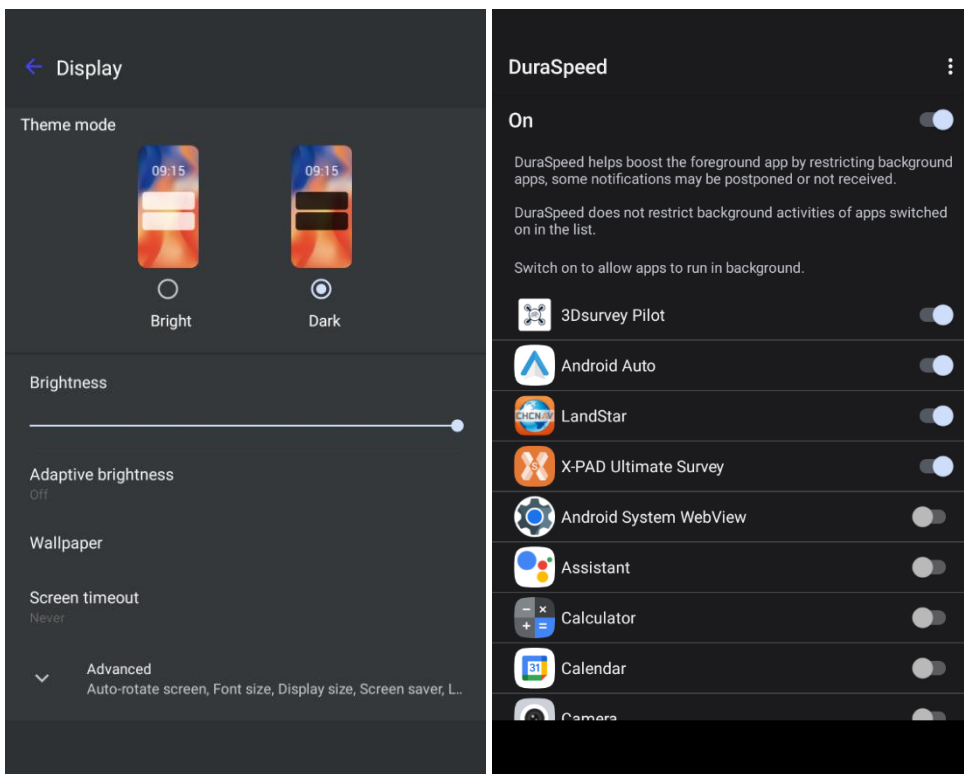 Display
Theme mode
09:15
09:15
Bright
Dark
Brightness
Adaptive brightness
Off
Wallpaper
Screen timeout
Never
Advanced
Auto-rotate screen, Font size, Display size, Screen saver, L..
DuraSpeed
On
DuraSpeed helps boost the foreground app by restricting background
apps, some notifications may be postponed or not received.
DuraSpeed does not restrict background activities of apps switched
on in the list.
Switch on to allow apps to run in background.
3Dsurvey Pilot
Android Auto
CHCNAV
LandStar
S
X-PAD Ultimate Survey
Android System WebView
Assistant
Calculator
31
Calendar
Camera